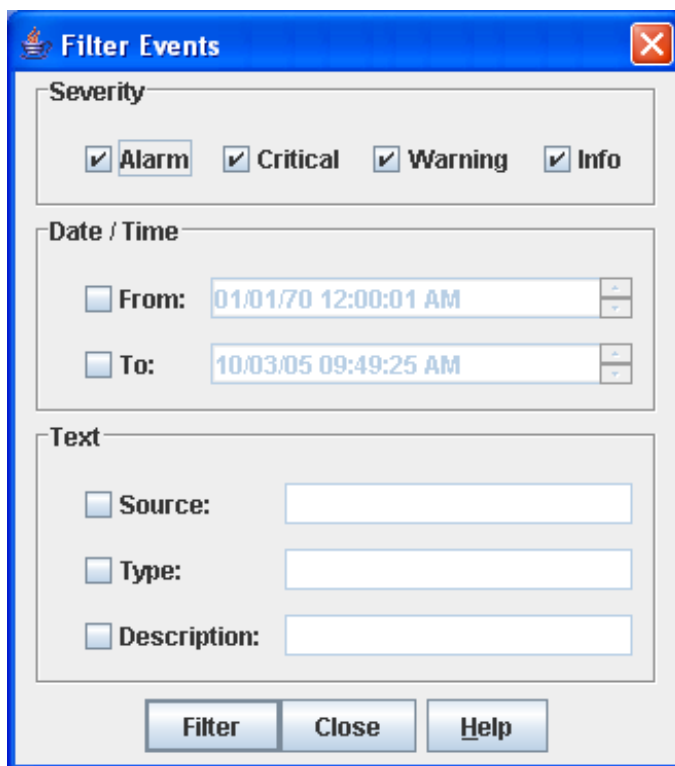 Filter Events
Severity
Alarm Critical Warning Info
Date / Time
From: 01/01/70 12:00:01 AM
To: 10/03/05 09:49:25 AM
Text
Source:
Type:
Description:
Filter Close Help